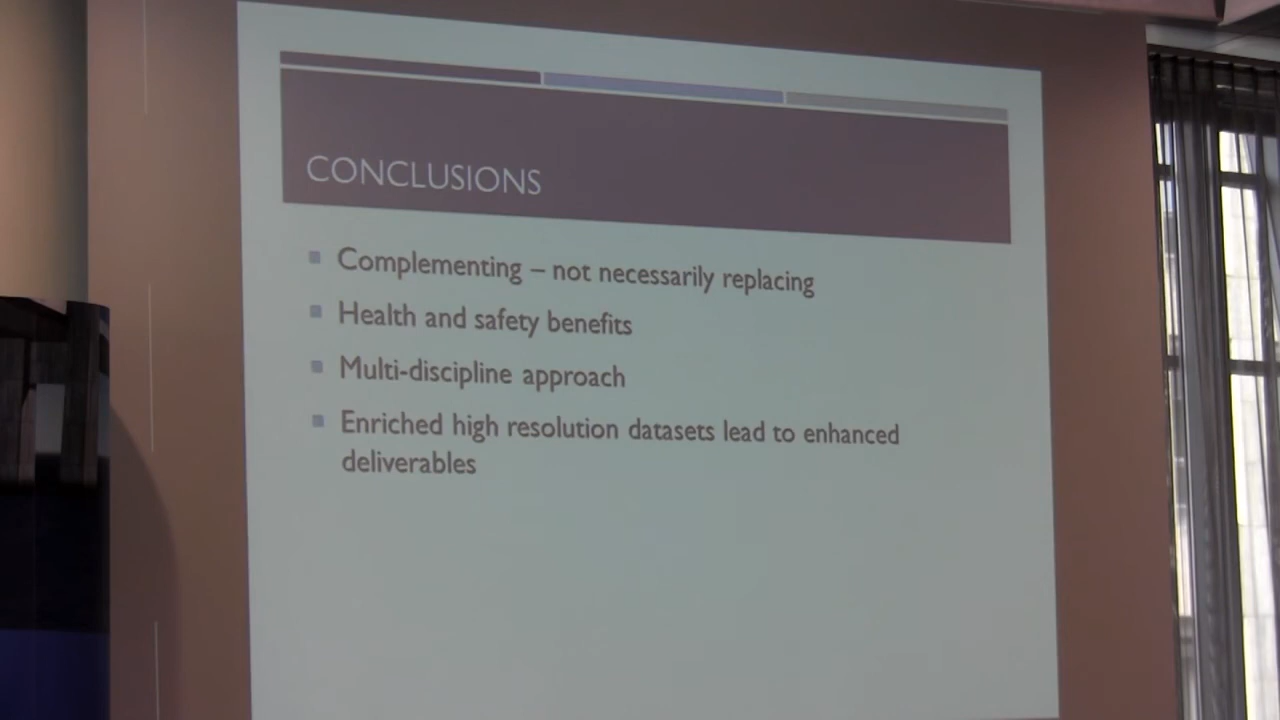 CONCLUSIONS
Complementing – not necessarily replacing
Health and safety benefits
Multi-discipline approach
Enriched high resolution datasets lead to enhanced
deliverables